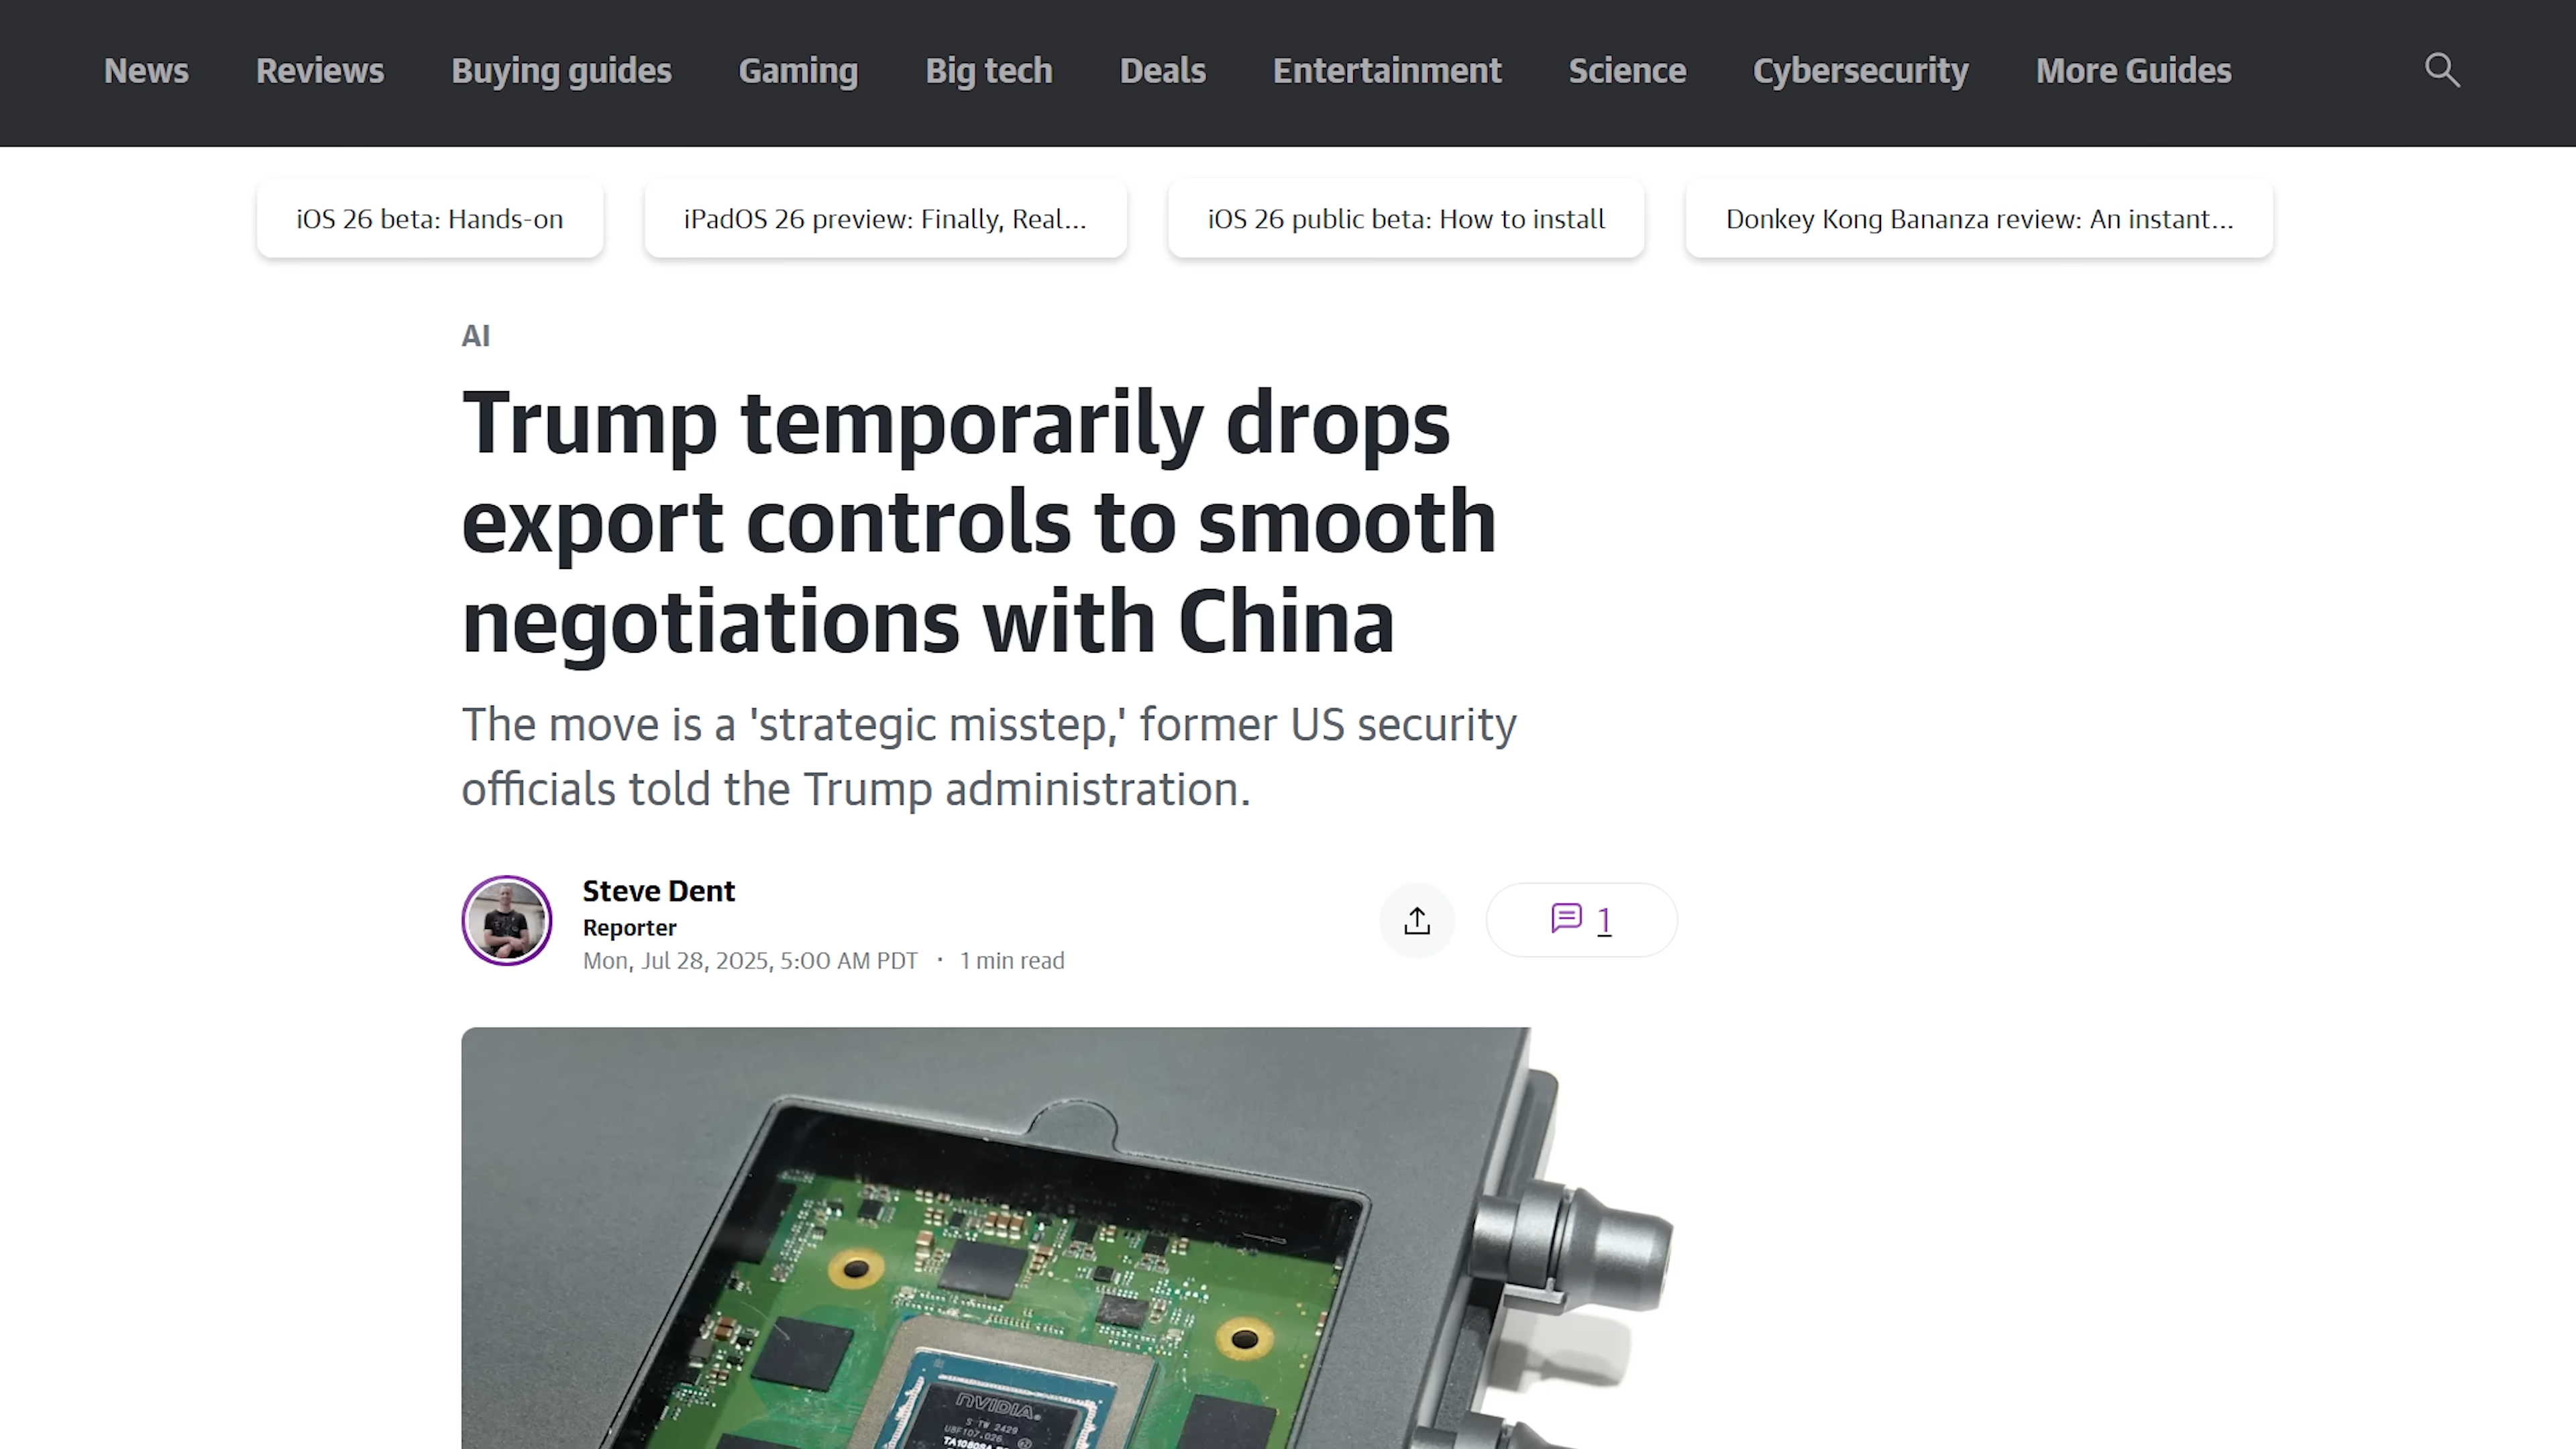 News Reviews Buying guides Gaming Big tech Deals Entertainment Science Cybersecurity More Guides
iOS 26 beta: Hands-on iPadOS 26 preview: Finally, Real... iOS 26 public beta: How to install Donkey Kong Bananza review: An instant...
AI
Trump temporarily drops
export controls to smooth
negotiations with China
The move is a 'strategic misstep,' former US security
officials told the Trump administration.
Steve Dent
Reporter
Mon, Jul 28, 2025, 5:00 AM PDT • 1 min read
1
NVIDIA
S TW 2429
U8F107.026